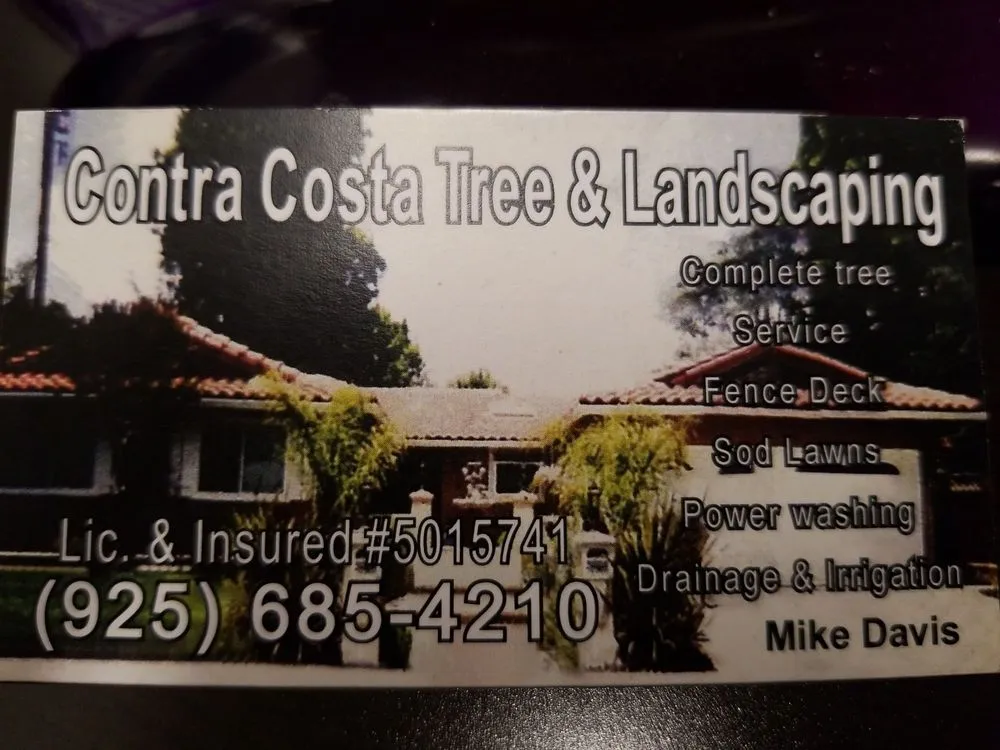 Contra Costa Tree & Landscaping
Complete tree
Service
Fence Deck
Sod Lawns
Power washing
Drainage & Irrigation
Mike Davis
Lic. & Insured #5015741
(925) 685-4210